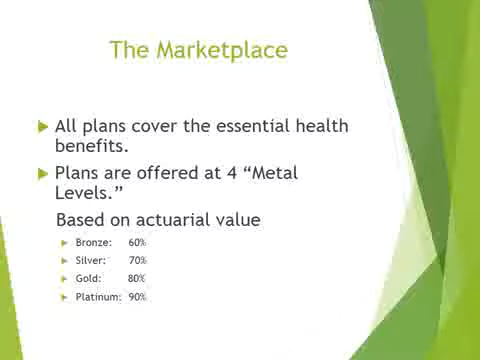 The Marketplace
All plans cover the essential health
benefits.
Plans are offered at 4 “Metal
Levels.”
Based on actuarial value
Bronze: 60%
Silver: 70%
Gold: 80%
Platinum: 90%